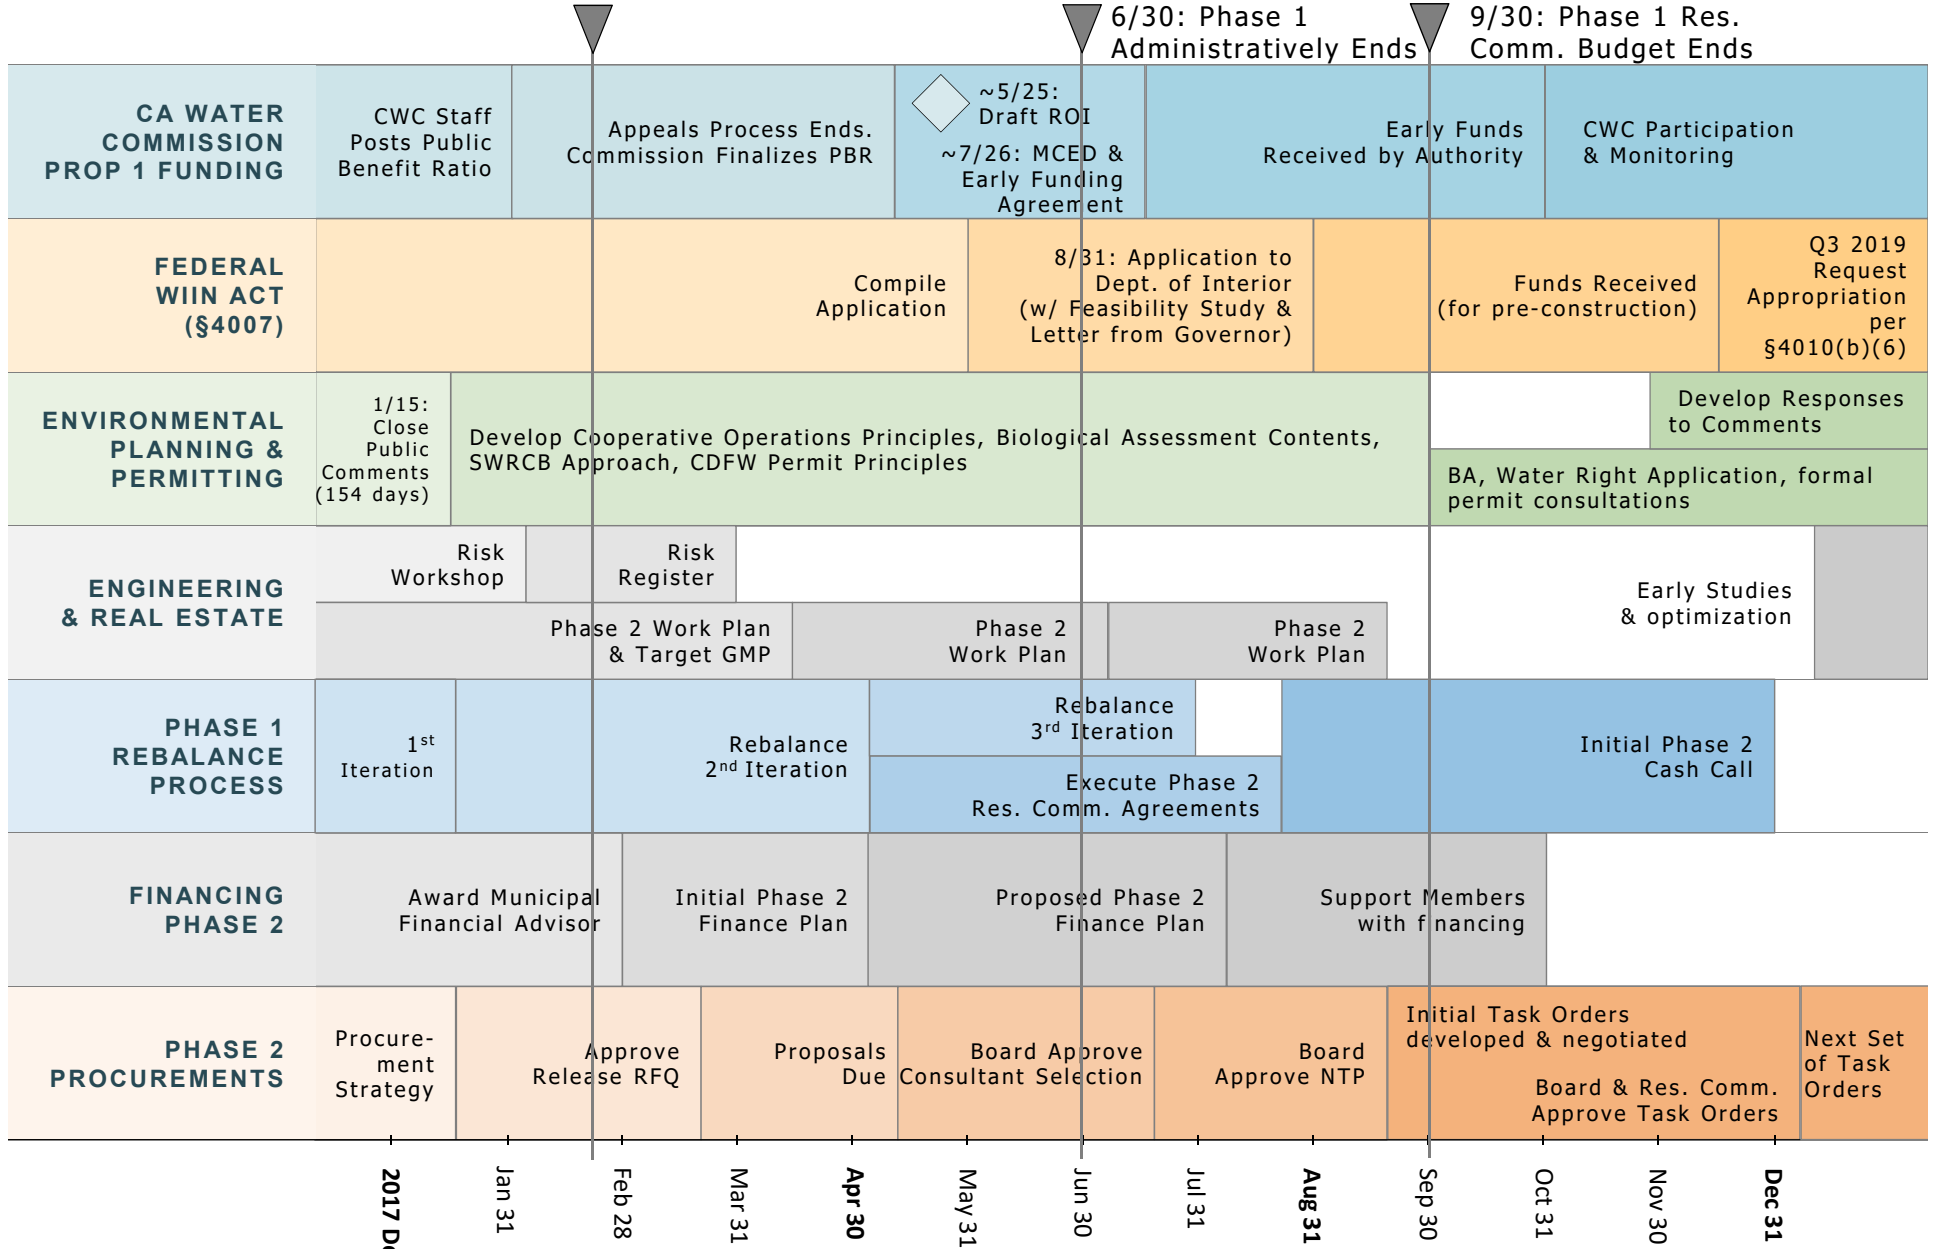 6/30: Phase 1
Administratively Ends
9/30: Phase 1 Res.
Comm. Budget Ends
CA WATER
COMMISSION
PROP 1 FUNDING
CWC Staff
Posts Public
Benefit Ratio
Appeals Process Ends.
Commission Finalizes PBR
~5/25:
Draft ROI
~7/26: MCED &
Early Funding
Agreement
Early Funds
Received by Authority
CWC Participation
& Monitoring
FEDERAL
WIIN ACT
(§4007)
Compile
Application
8/31: Application to
Dept. of Interior
(w/ Feasibility Study &
Letter from Governor)
Funds Received
(for pre-construction)
Q3 2019
Request
Appropriation
per
§4010(b)(6)
ENVIRONMENTAL
PLANNING &
PERMITTING
1/15:
Close
Public
Comments
(154 days)
Develop Cooperative Operations Principles, Biological Assessment Contents,
SWRCB Approach, CDFW Permit Principles
Develop Responses
to Comments
BA, Water Right Application, formal
permit consultations
ENGINEERING
& REAL ESTATE
Risk
Workshop
Risk
Register
Phase 2 Work Plan
& Target GMP
Phase 2
Work Plan
Phase 2
Work Plan
Early Studies
& optimization
PHASE 1
REBALANCE
PROCESS
1st
Iteration
Rebalance
2nd Iteration
Rebalance
3rd Iteration
Execute Phase 2
Res. Comm. Agreements
Initial Phase 2
Cash Call
FINANCING
PHASE 2
Award Municipal
Financial Advisor
Initial Phase 2
Finance Plan
Proposed Phase 2
Finance Plan
Support Members
with financing
PHASE 2
PROCUREMENTS
Procure-
ment
Strategy
Approve
Release RFQ
Proposals
Due
Board Approve
Consultant Selection
Board
Approve NTP
Initial Task Orders
developed & negotiated
Board & Res. Comm.
Approve Task Orders
Next Set
of Task
Orders
2017
Jan 31
Feb 28
Mar 31
Apr 30
May 31
Jun 30
Jul 31
Aug 31
Sep 30
Oct 31
Nov 30
Dec 31